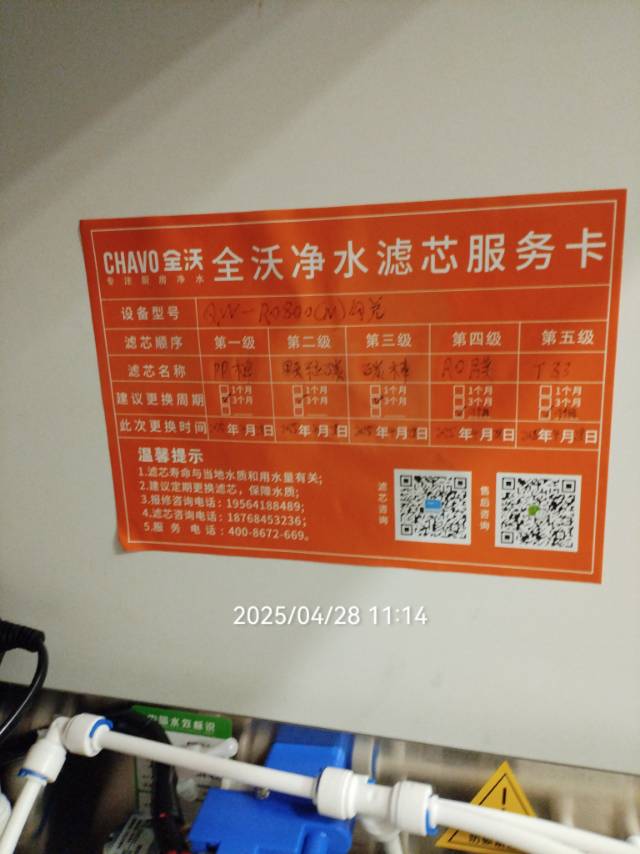 CHAVO 全沃
专注厨房净水
全沃净水滤芯服务卡
设备型号
滤芯顺序 第一级 第二级 第三级 第四级 第五级
滤芯名称 PP棉 RO膜 T33
建议更换周期 1个月 1个月 1个月 1个月 1个月
3个月 3个月 3个月 3个月 3个月
此次更换时间 年 月 日 年 月 日 年 月 日 年 月 日 年 月 日
温馨提示
1.滤芯寿命与当地水质和用水量有关;
2.建议定期更换滤芯，保障水质;
3.报修咨询电话：19564188489;
4.滤芯咨询电话：18768453236;
5.服 务 电 话：400-8672-669。
滤芯咨询
售后咨询
2025/04/28 11:14
水效标识